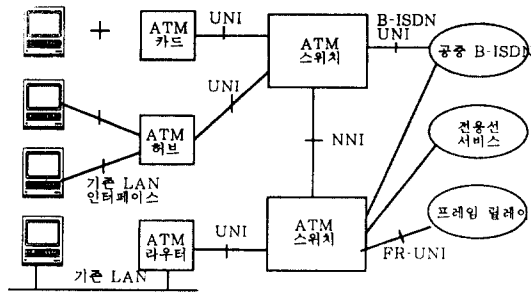 +
ATM
카드
UNI
ATM
스위치
B-ISDN
UNI
공중 B-ISDN
UNI
ATM
허브
기존 LAN
인터페이스
NNI
전용선
서비스
ATM
라우터
UNI
ATM
스위치
프레임 릴레이
FR-UNI
기존 LAN